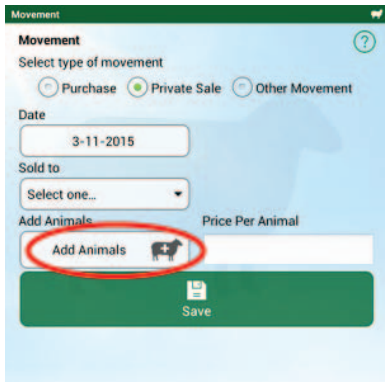 Movement
Movement
?
Select type of movement
Purchase Private Sale Other Movement
Date
3-11-2015
Sold to
Select one...
Add Animals Price Per Animal
Add Animals
Save